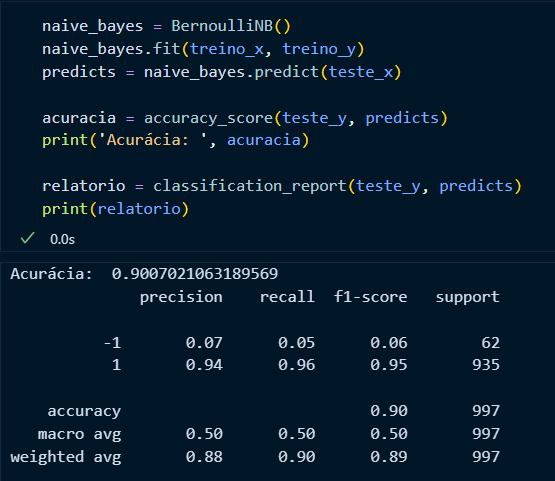 naive_bayes = BernoulliNB()
naive_bayes.fit(treino_x, treino_y)
predicts = naive_bayes.predict(teste_x)
acuracia = accuracy_score(teste_y, predicts)
print('Acurácia: ', acuracia)
relatorio = classification_report(teste_y, predicts)
print(relatorio)
✓ 0.0s
Acurácia:  0.9007021063189569
precision recall f1-score support
-1 0.07 0.05 0.06 62
1 0.94 0.96 0.95 935
accuracy 0.90 997
macro avg 0.50 0.50 0.50 997
weighted avg 0.88 0.90 0.89 997